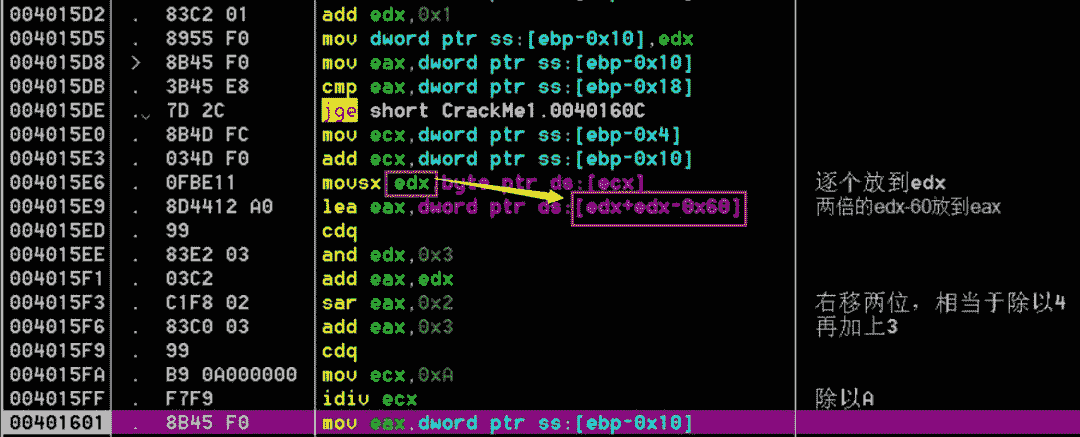 004015D2 . 83C2 01 add edx,0x1
004015D5 . 8955 F0 mov dword ptr ss:[ebp-0x10],edx
004015D8 > 8B45 F0 mov eax,dword ptr ss:[ebp-0x10]
004015DB . 3B45 E8 cmp eax,dword ptr ss:[ebp-0x18]
004015DE .⌄ 7D 2C jge short CrackMe1.0040160C
004015E0 . 8B4D FC mov ecx,dword ptr ss:[ebp-0x4]
004015E3 . 034D F0 add ecx,dword ptr ss:[ebp-0x10]
004015E6 . 0FBE11 movsx edx,byte ptr ds:[ecx] 逐个放到edx
004015E9 . 8D4412 A0 lea eax,dword ptr ds:[edx+edx-0x60] 两倍的edx-60放到eax
004015ED . 99 cdq
004015EE . 83E2 03 and edx,0x3
004015F1 . 03C2 add eax,edx
004015F3 . C1F8 02 sar eax,0x2 右移两位，相当于除以4
004015F6 . 83C0 03 add eax,0x3 再加上3
004015F9 . 99 cdq
004015FA . B9 0A000000 mov ecx,0xA
004015FF . F7F9 idiv ecx 除以A
00401601 . 8B45 F0 mov eax,dword ptr ss:[ebp-0x10]